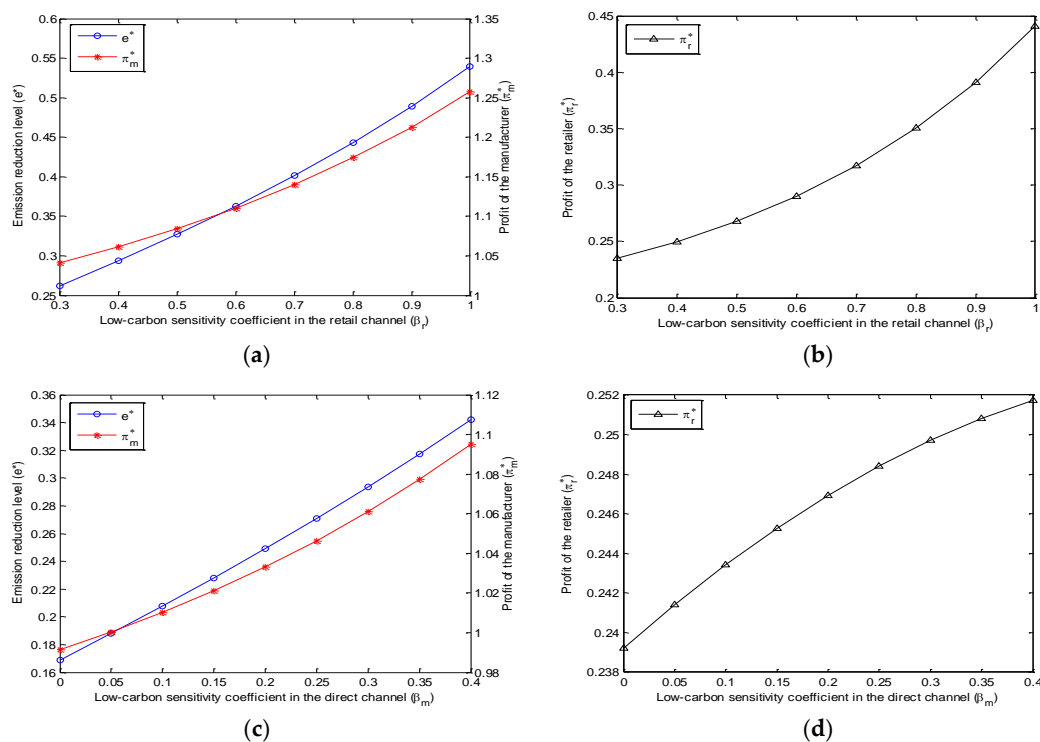 0.6
0.5
0.4
0.35
0.3
0.25
Emission reduction level (e*)
e*
π*m
1.35
1.3
1.25
1.2
1.15
1.1
1.05
1
Profit of the manufacturer (π*m)
0.3 0.4 0.5 0.6 0.7 0.8 0.9 1
Low-carbon sensitivity coefficient in the retail channel (βr)
(a)
0.45
0.4
0.35
0.3
0.25
0.2
Profit of the retailer (π*r)
π*r
0.3 0.4 0.5 0.6 0.7 0.8 0.9 1
Low-carbon sensitivity coefficient in the retail channel (βr)
(b)
0.36
0.34
0.32
0.3
0.28
0.26
0.24
0.22
0.2
0.18
0.16
Emission reduction level (e*)
e*
π*m
1.12
1.1
1.08
1.06
1.04
1.02
1
0.98
Profit of the manufacturer (π*m)
0 0.05 0.1 0.15 0.2 0.25 0.3 0.35 0.4
Low-carbon sensitivity coefficient in the direct channel (βm)
(c)
0.252
0.25
0.248
0.246
0.244
0.242
0.24
0.238
Profit of the retailer (π*r)
π*r
0 0.05 0.1 0.15 0.2 0.25 0.3 0.35 0.4
Low-carbon sensitivity coefficient in the direct channel (βm)
(d)